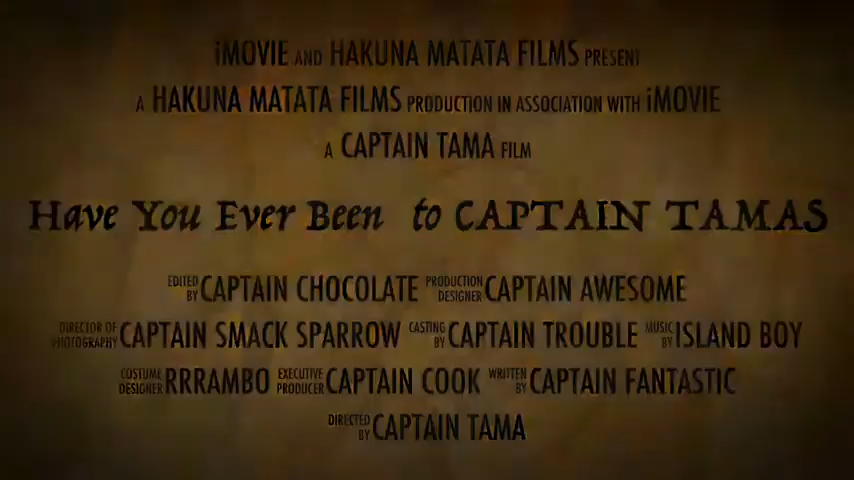 iMOVIE AND HAKUNA MATATA FILMS PRESENT
A HAKUNA MATATA FILMS PRODUCTION IN ASSOCIATION WITH iMOVIE
A CAPTAIN TAMA FILM
Have You Ever Been to CAPTAIN TAMAS
EDITED BY CAPTAIN CHOCOLATE PRODUCTION DESIGNER CAPTAIN AWESOME
DIRECTOR OF PHOTOGRAPHY CAPTAIN SMACK SPARROW CASTING BY CAPTAIN TROUBLE MUSIC BY ISLAND BOY
COSTUME DESIGNER RRRAMBO EXECUTIVE PRODUCER CAPTAIN COOK WRITTEN BY CAPTAIN FANTASTIC
DIRECTED BY CAPTAIN TAMA